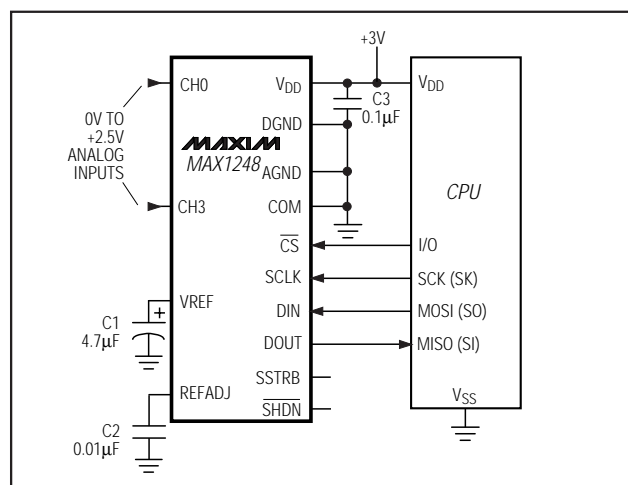 +3V
CH0
0V TO
+2.5V
ANALOG
INPUTS
CH3
VREF
C1
4.7µF
+
REFADJ
C2
0.01µF
MAXIM
MAX1248
VDD
DGND
AGND
COM
CS
SCLK
DIN
DOUT
SSTRB
SHDN
C3
0.1µF
VDD
CPU
I/O
SCK (SK)
MOSI (SO)
MISO (SI)
VSS